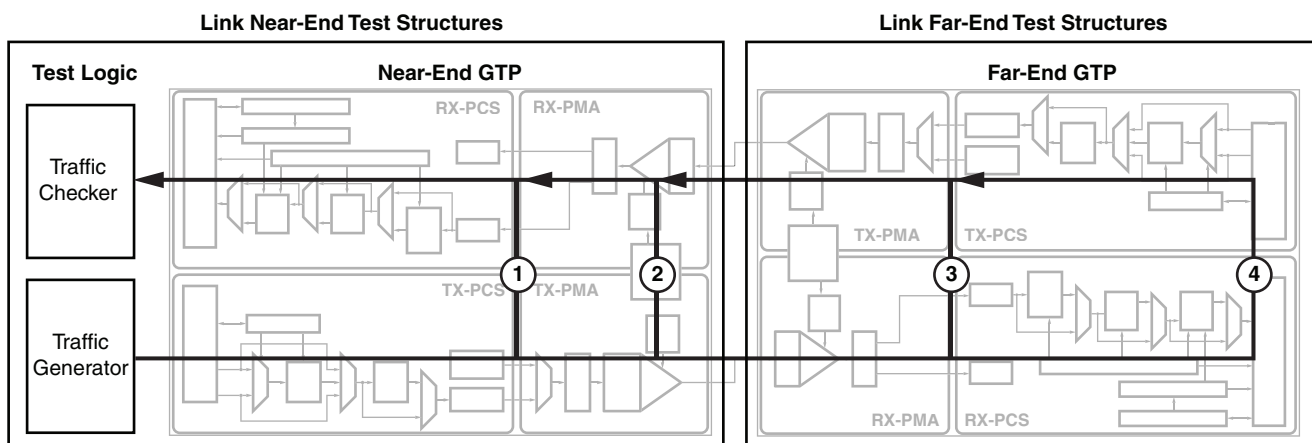 Link Near-End Test Structures
Link Far-End Test Structures
Test Logic
Near-End GTP
Far-End GTP
RX-PCS
RX-PMA
Traffic
Checker
TX-PMA
TX-PCS
1
2
3
4
TX-PCS
TX-PMA
Traffic
Generator
RX-PMA
RX-PCS